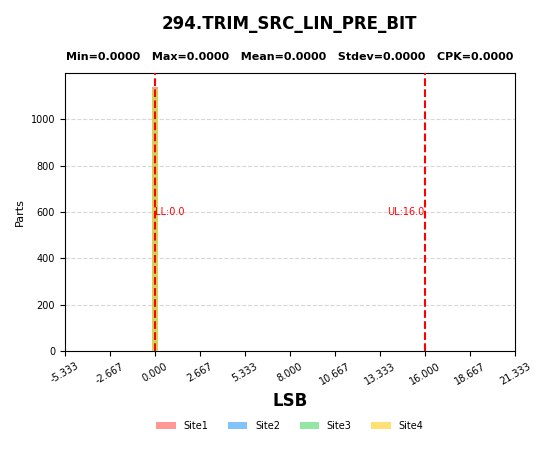 294.TRIM_SRC_LIN_PRE_BIT
Min=0.0000 Max=0.0000 Mean=0.0000 Stdev=0.0000 CPK=0.0000
Parts
1000
800
600
400
200
0
LL:0.0
UL:16.0
-5.333 -2.667 0.000 2.667 5.333 8.000 10.667 13.333 16.000 18.667 21.333
LSB
Site1 Site2 Site3 Site4